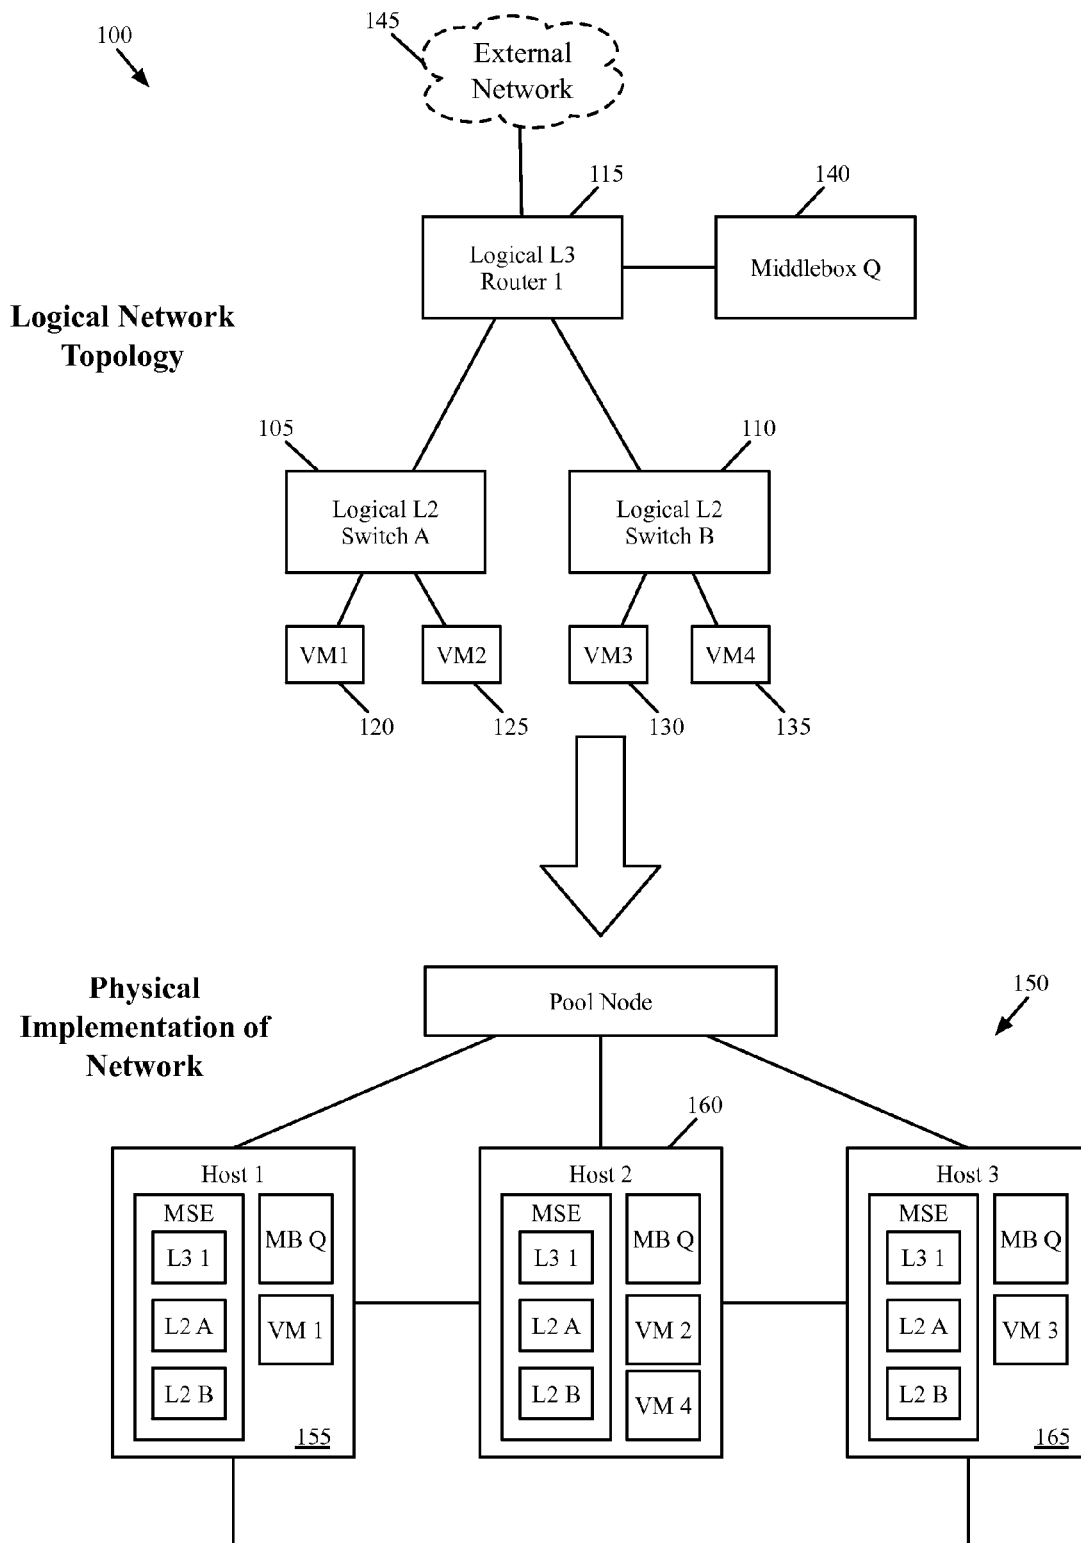 100
145
External
Network
115
140
Logical L3
Router 1
Middlebox Q
Logical Network
Topology
105
110
Logical L2
Switch A
Logical L2
Switch B
VM1
VM2
VM3
VM4
120
125
130
135
Physical
Implementation of
Network
Pool Node
150
160
Host 1
MSE
L3 1
L2 A
L2 B
MB Q
VM 1
155
Host 2
MSE
L3 1
L2 A
L2 B
MB Q
VM 2
VM 4
Host 3
MSE
L3 1
L2 A
L2 B
MB Q
VM 3
165